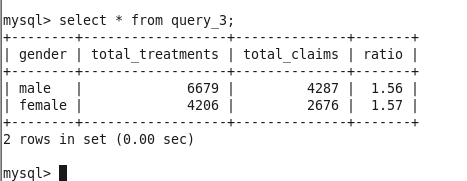 mysql> select * from query_3;
+--------+------------------+--------------+-------+
| gender | total_treatments | total_claims | ratio |
+--------+------------------+--------------+-------+
| male   |             6679 |         4287 |  1.56 |
| female |             4206 |         2676 |  1.57 |
+--------+------------------+--------------+-------+
2 rows in set (0.00 sec)
mysql>